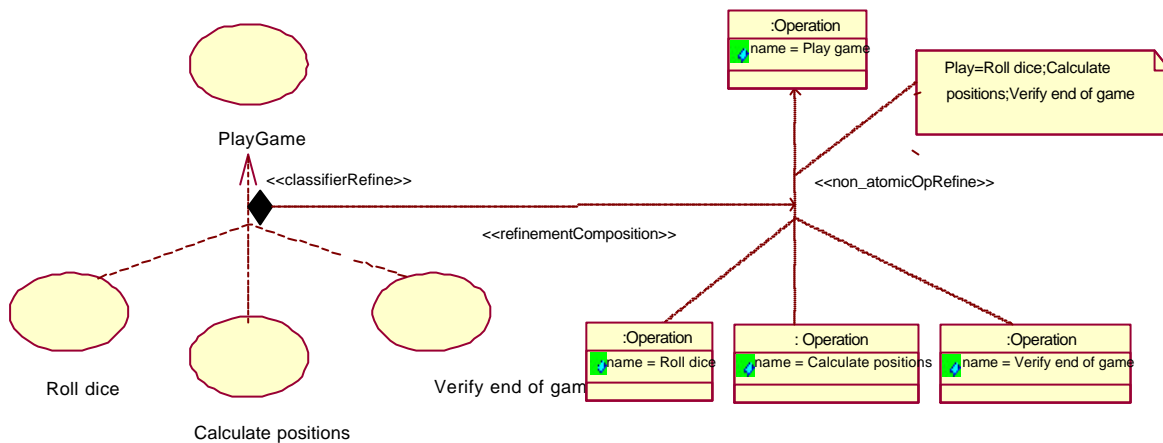 :Operation
name = Play game
Play=Roll dice;Calculate
positions;Verify end of game
PlayGame
<<classifierRefine>>
<<non_atomicOpRefine>>
<<refinementComposition>>
:Operation
name = Roll dice
: Operation
name = Calculate positions
:Operation
name = Verify end of game
Roll dice
Verify end of gam
Calculate positions